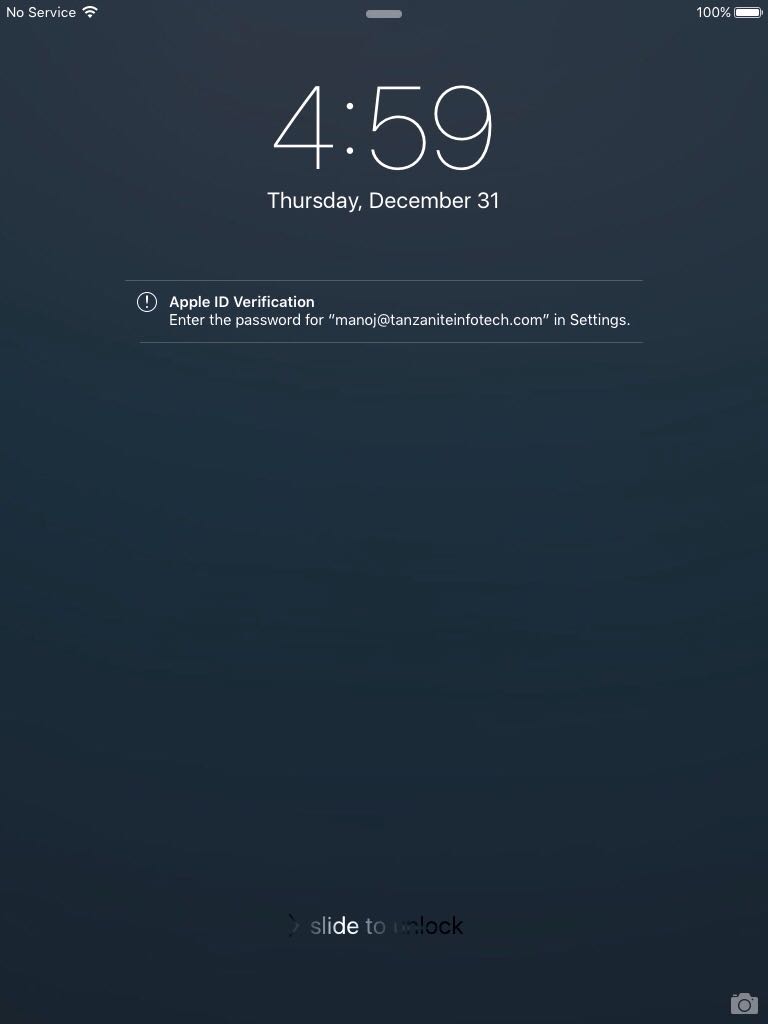 No Service 100%
4:59
Thursday, December 31
Apple ID Verification
Enter the password for “manoj@tanzaniteinfotech.com” in Settings.
slide to unlock